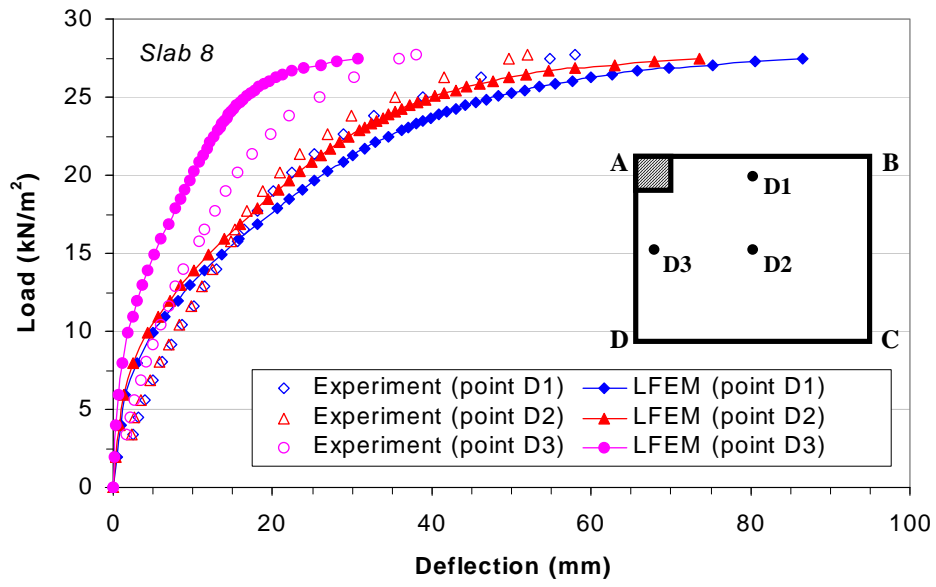 30
25
20
15
10
5
0
Load (kN/m²)
Slab 8
A
B
D1
D3
D2
D
C
Experiment (point D1)
LFEM (point D1)
Experiment (point D2)
LFEM (point D2)
Experiment (point D3)
LFEM (point D3)
0 20 40 60 80 100
Deflection (mm)